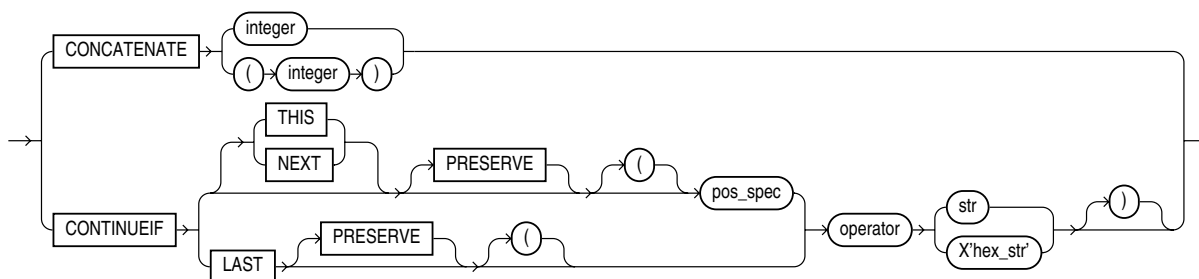 CONCATENATE
integer
( integer )
CONTINUEIF
THIS
NEXT
PRESERVE
(
pos_spec
LAST
PRESERVE
(
operator
str
X'hex_str'
)